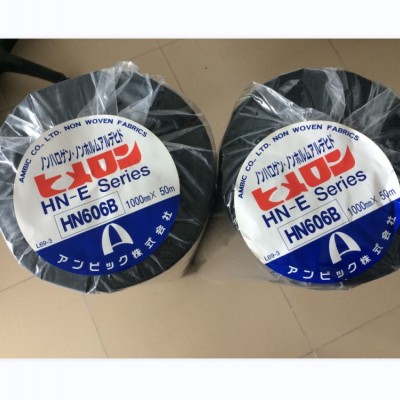 AMBIC CO., LTD. NON WOVEN FABRICS
ノンハロゲン・ノンホルムアルデヒド
ヒメロン
HN-E Series
HN606B
1000mm × 50m
L69-3
アンビック株式会社
AMBIC CO., LTD. NON WOVEN FABRICS
ノンハロゲン・ノンホルムアルデヒド
ヒメロン
HN-E Series
HN606B
1000mm × 50m
L69-3
アンビック株式会社